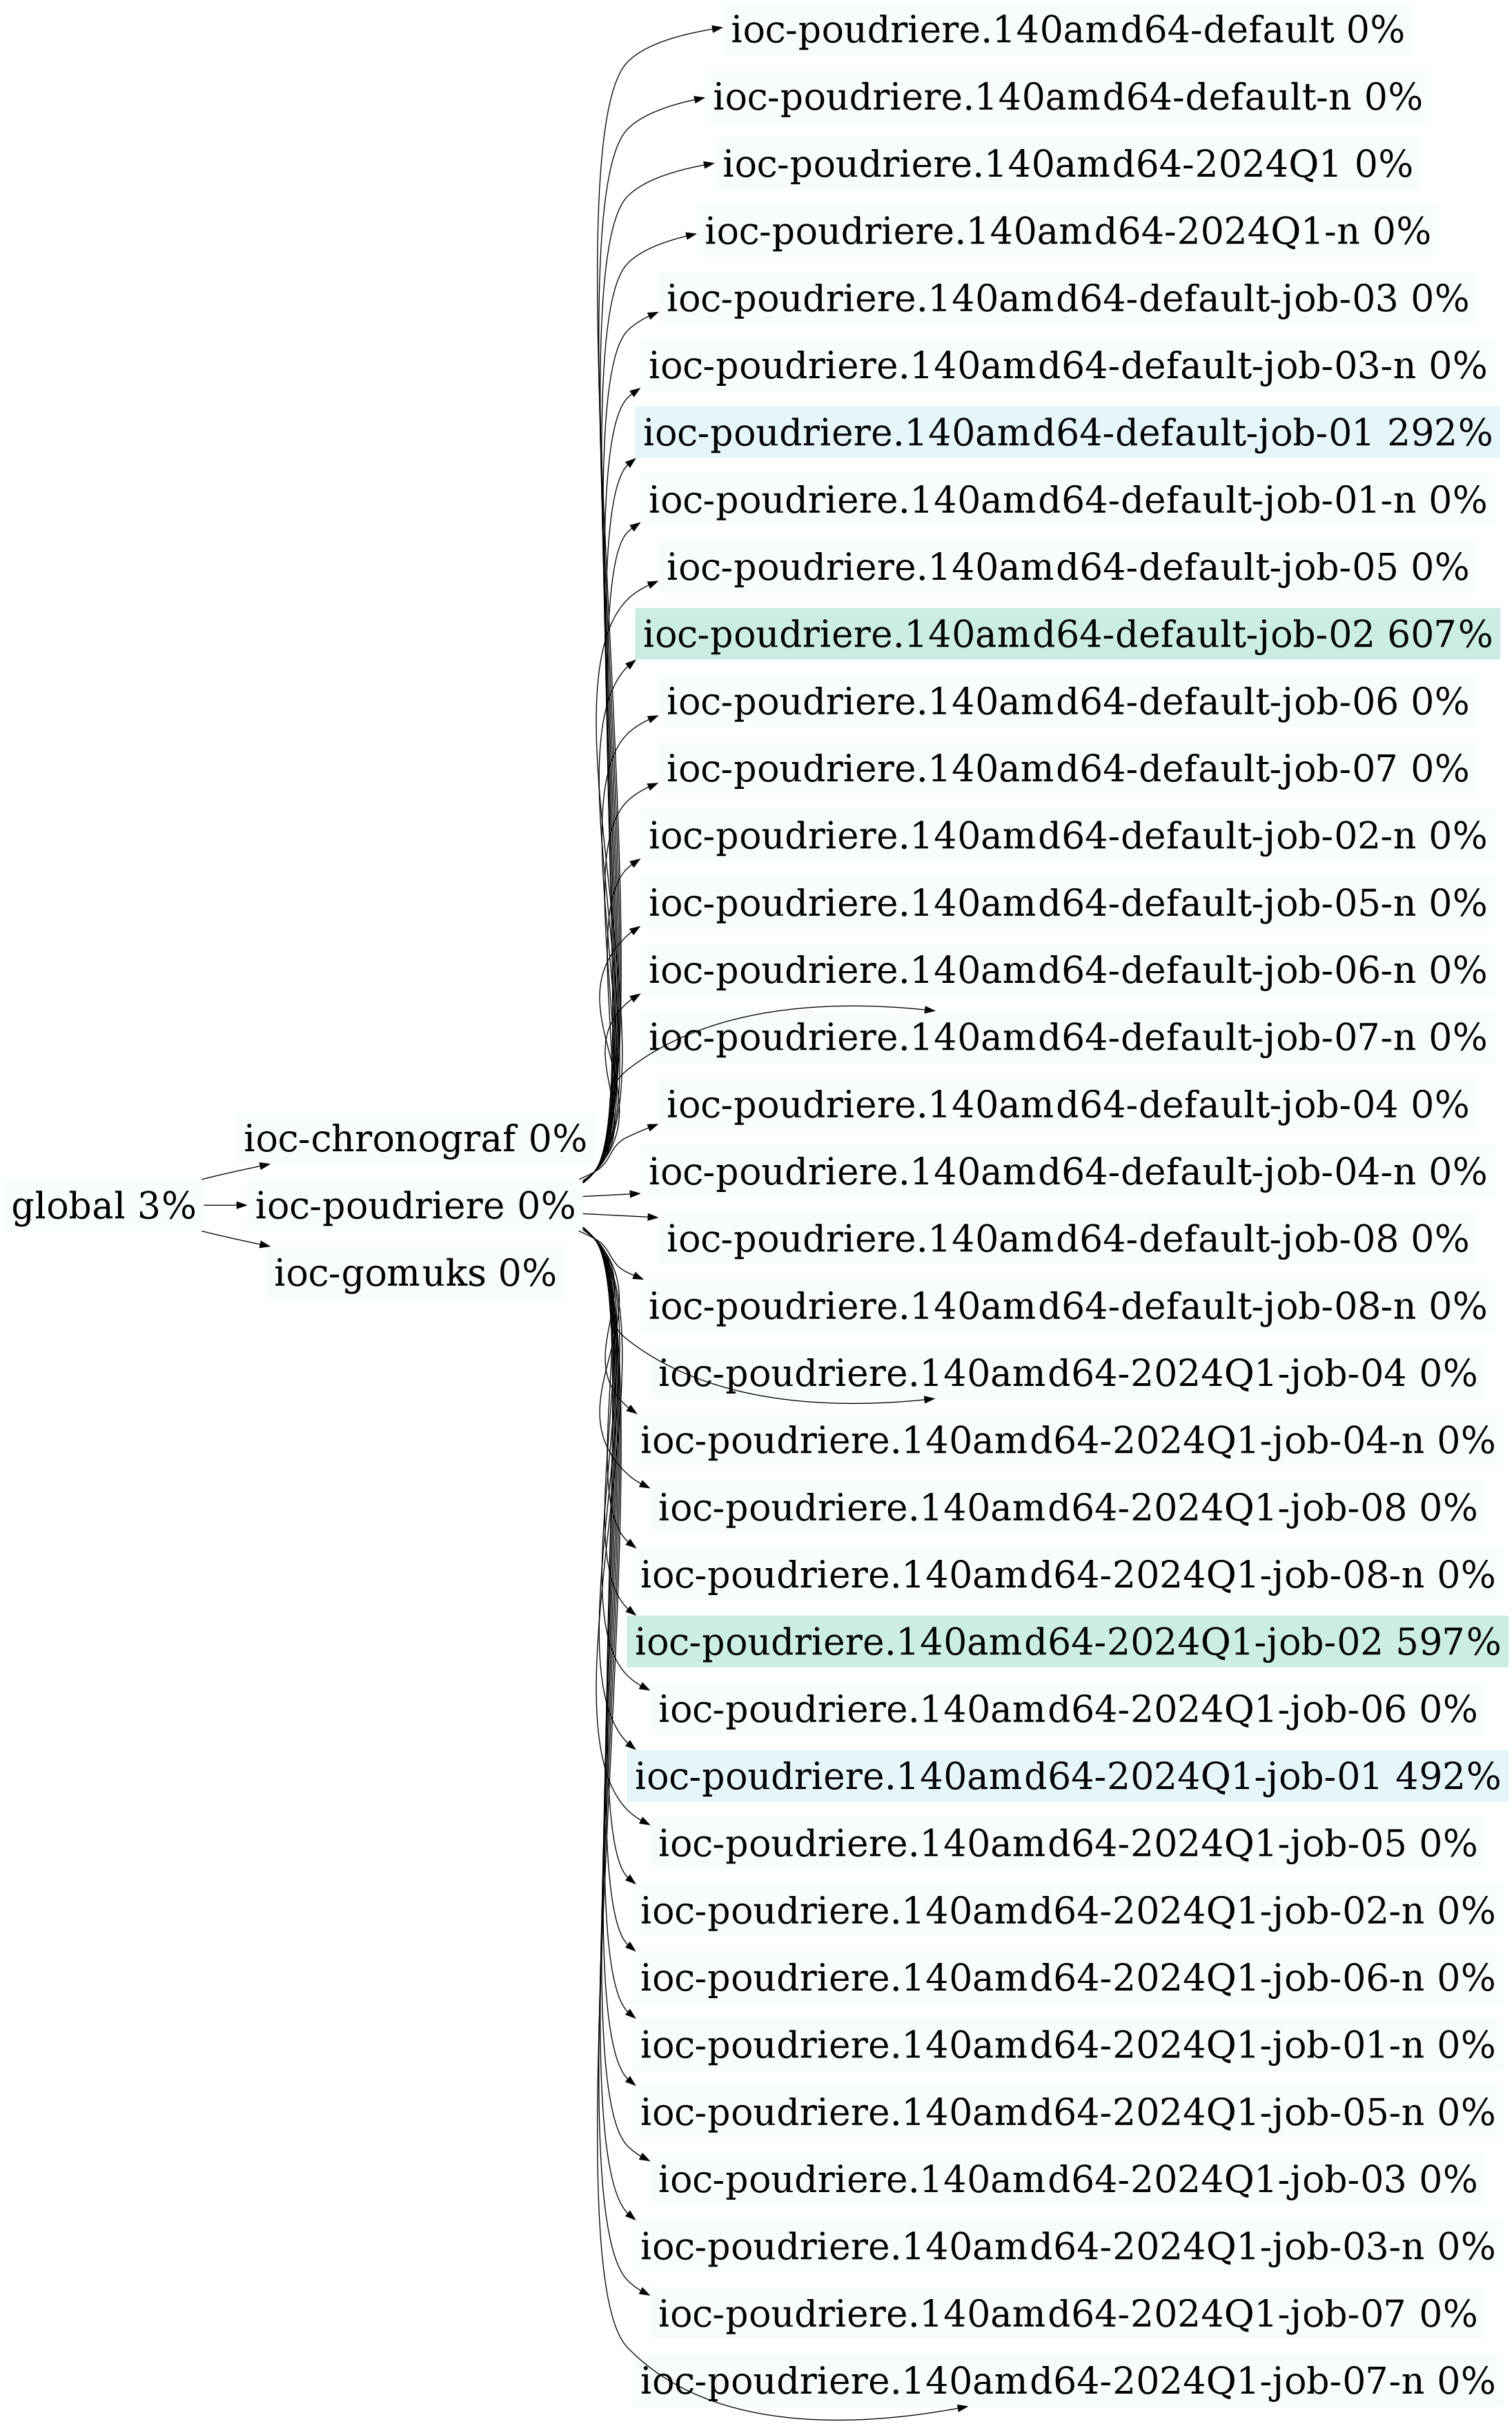 global 3%
ioc-chronograf 0%
ioc-poudriere 0%
ioc-gomuks 0%
ioc-poudriere.140amd64-default 0%
ioc-poudriere.140amd64-default-n 0%
ioc-poudriere.140amd64-2024Q1 0%
ioc-poudriere.140amd64-2024Q1-n 0%
ioc-poudriere.140amd64-default-job-03 0%
ioc-poudriere.140amd64-default-job-03-n 0%
ioc-poudriere.140amd64-default-job-01 292%
ioc-poudriere.140amd64-default-job-01-n 0%
ioc-poudriere.140amd64-default-job-05 0%
ioc-poudriere.140amd64-default-job-02 607%
ioc-poudriere.140amd64-default-job-06 0%
ioc-poudriere.140amd64-default-job-07 0%
ioc-poudriere.140amd64-default-job-02-n 0%
ioc-poudriere.140amd64-default-job-05-n 0%
ioc-poudriere.140amd64-default-job-06-n 0%
ioc-poudriere.140amd64-default-job-07-n 0%
ioc-poudriere.140amd64-default-job-04 0%
ioc-poudriere.140amd64-default-job-04-n 0%
ioc-poudriere.140amd64-default-job-08 0%
ioc-poudriere.140amd64-default-job-08-n 0%
ioc-poudriere.140amd64-2024Q1-job-04 0%
ioc-poudriere.140amd64-2024Q1-job-04-n 0%
ioc-poudriere.140amd64-2024Q1-job-08 0%
ioc-poudriere.140amd64-2024Q1-job-08-n 0%
ioc-poudriere.140amd64-2024Q1-job-02 597%
ioc-poudriere.140amd64-2024Q1-job-06 0%
ioc-poudriere.140amd64-2024Q1-job-01 492%
ioc-poudriere.140amd64-2024Q1-job-05 0%
ioc-poudriere.140amd64-2024Q1-job-02-n 0%
ioc-poudriere.140amd64-2024Q1-job-06-n 0%
ioc-poudriere.140amd64-2024Q1-job-01-n 0%
ioc-poudriere.140amd64-2024Q1-job-05-n 0%
ioc-poudriere.140amd64-2024Q1-job-03 0%
ioc-poudriere.140amd64-2024Q1-job-03-n 0%
ioc-poudriere.140amd64-2024Q1-job-07 0%
ioc-poudriere.140amd64-2024Q1-job-07-n 0%